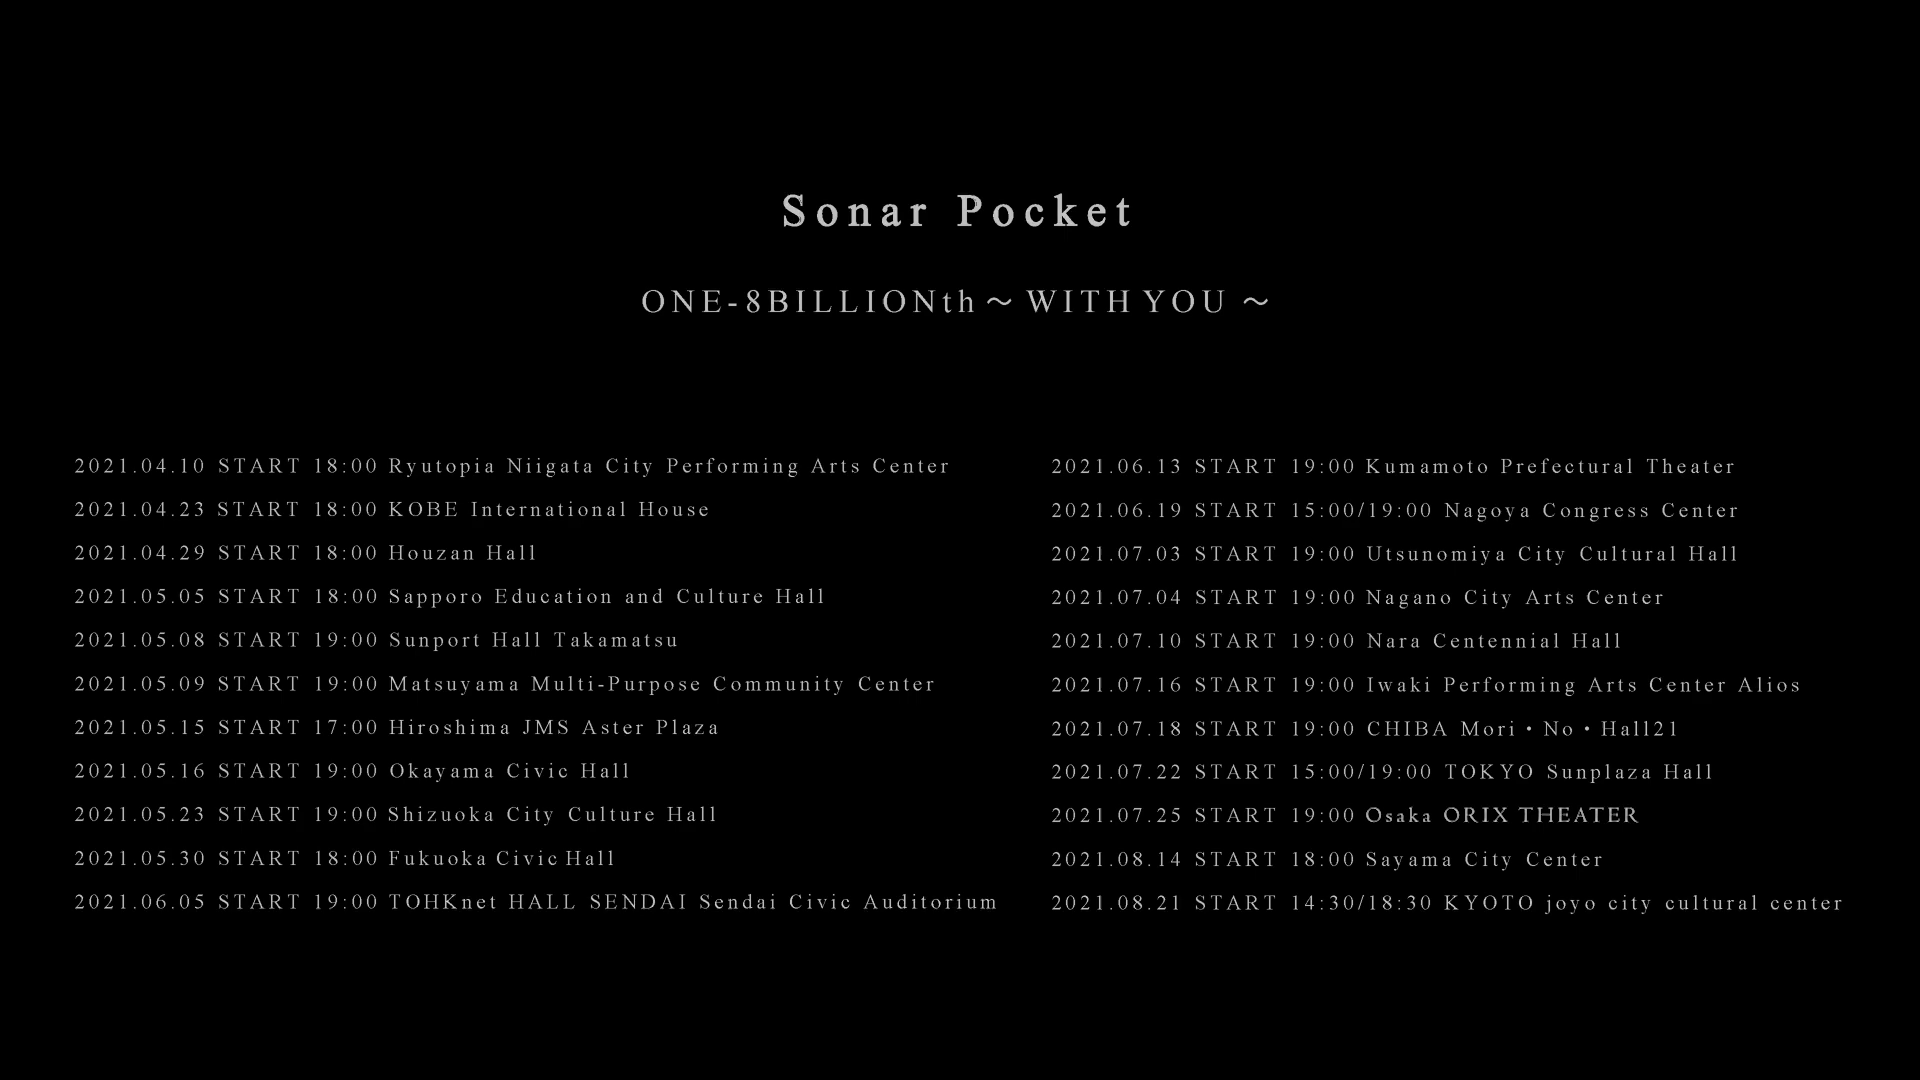 Sonar Pocket
ONE-8BILLIONth～WITH YOU ～
2021.04.10 START 18:00 Ryutopia Niigata City Performing Arts Center
2021.04.23 START 18:00 KOBE International House
2021.04.29 START 18:00 Houzan Hall
2021.05.05 START 18:00 Sapporo Education and Culture Hall
2021.05.08 START 19:00 Sunport Hall Takamatsu
2021.05.09 START 19:00 Matsuyama Multi-Purpose Community Center
2021.05.15 START 17:00 Hiroshima JMS Aster Plaza
2021.05.16 START 19:00 Okayama Civic Hall
2021.05.23 START 19:00 Shizuoka City Culture Hall
2021.05.30 START 18:00 Fukuoka Civic Hall
2021.06.05 START 19:00 TOHKnet HALL SENDAI Sendai Civic Auditorium
2021.06.13 START 19:00 Kumamoto Prefectural Theater
2021.06.19 START 15:00/19:00 Nagoya Congress Center
2021.07.03 START 19:00 Utsunomiya City Cultural Hall
2021.07.04 START 19:00 Nagano City Arts Center
2021.07.10 START 19:00 Nara Centennial Hall
2021.07.16 START 19:00 Iwaki Performing Arts Center Alios
2021.07.18 START 19:00 CHIBA Mori・No・Hall21
2021.07.22 START 15:00/19:00 TOKYO Sunplaza Hall
2021.07.25 START 19:00 Osaka ORIX THEATER
2021.08.14 START 18:00 Sayama City Center
2021.08.21 START 14:30/18:30 KYOTO joyo city cultural center